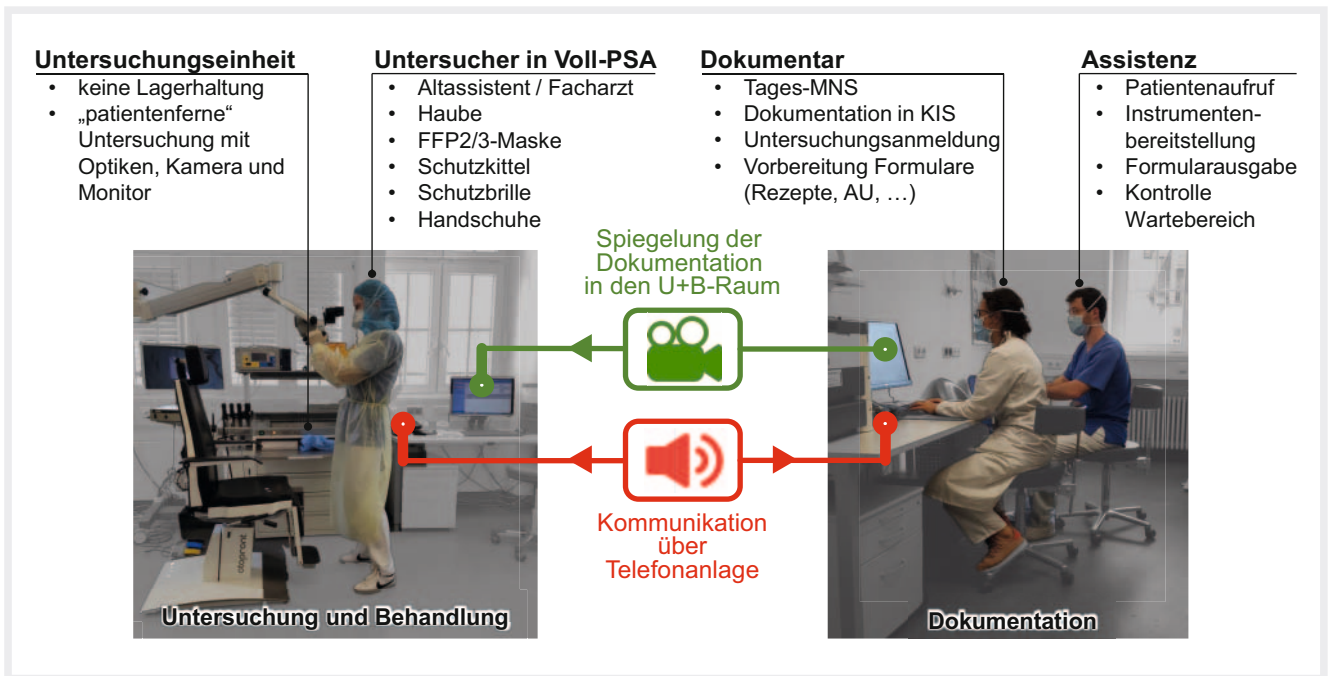 Untersuchungseinheit
• keine Lagerhaltung
• „patientenferne“
Untersuchung mit
Optiken, Kamera und
Monitor
Untersucher in Voll-PSA
• Altassistent / Facharzt
• Haube
• FFP2/3-Maske
• Schutzkittel
• Schutzbrille
• Handschuhe
Dokumentar
• Tages-MNS
• Dokumentation in KIS
• Untersuchungsanmeldung
• Vorbereitung Formulare
(Rezepte, AU, …)
Assistenz
• Patientenaufruf
• Instrumenten-
bereitstellung
• Formularausgabe
• Kontrolle
Wartebereich
Spiegelung der
Dokumentation
in den U+B-Raum
Kommunikation
über
Telefonanlage
otopront
Untersuchung und Behandlung
Dokumentation